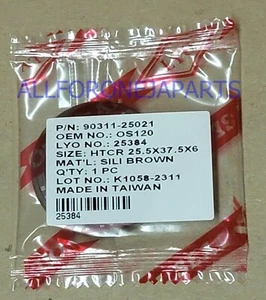 ALLFORONEJAPARTS
P/N: 90311-25021
OEM NO.: OS120
LYO NO.: 25384
SIZE: HTCR 25.5X37.5X6
MAT'L: SILI BROWN
Q'TY: 1 PC
LOT NO.: K1058-2311
MADE IN TAIWAN
25384